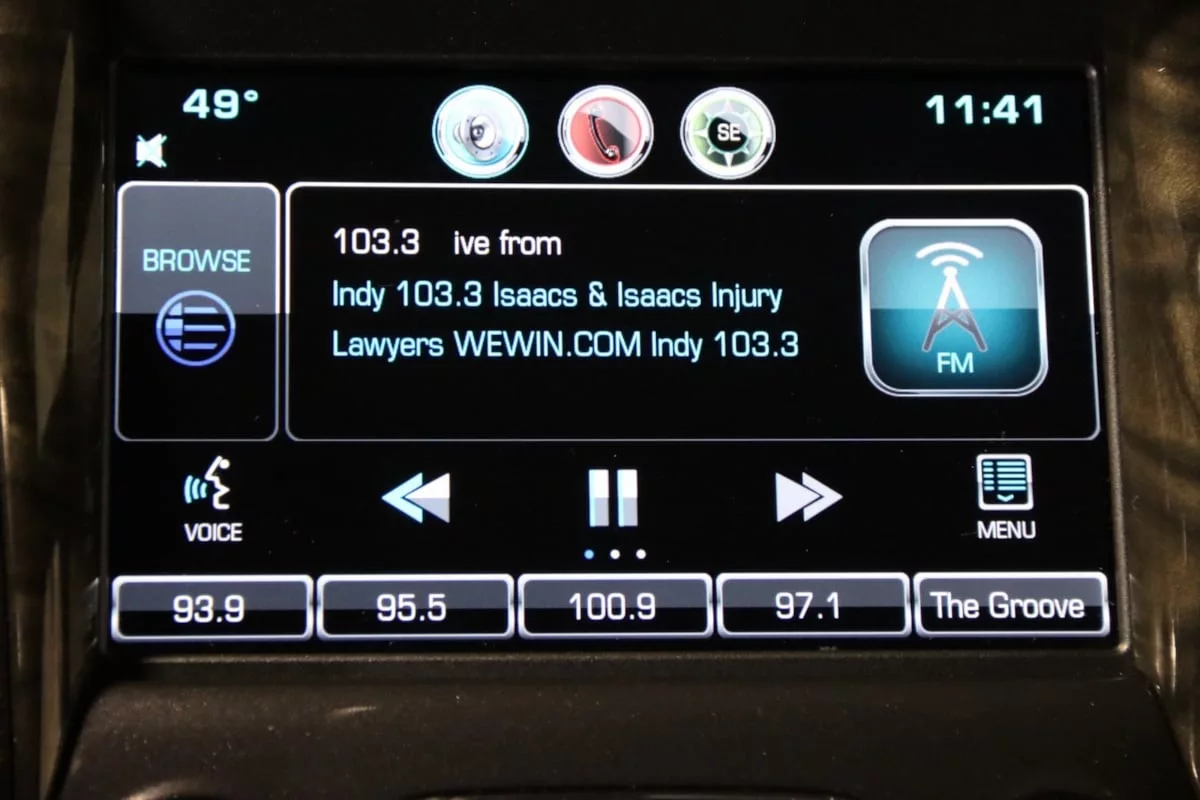 49°
11:41
SE
BROWSE
103.3 ive from
Indy 103.3 Isaacs & Isaacs Injury
Lawyers WEWIN.COM Indy 103.3
FM
VOICE
MENU
93.9
95.5
100.9
97.1
The Groove